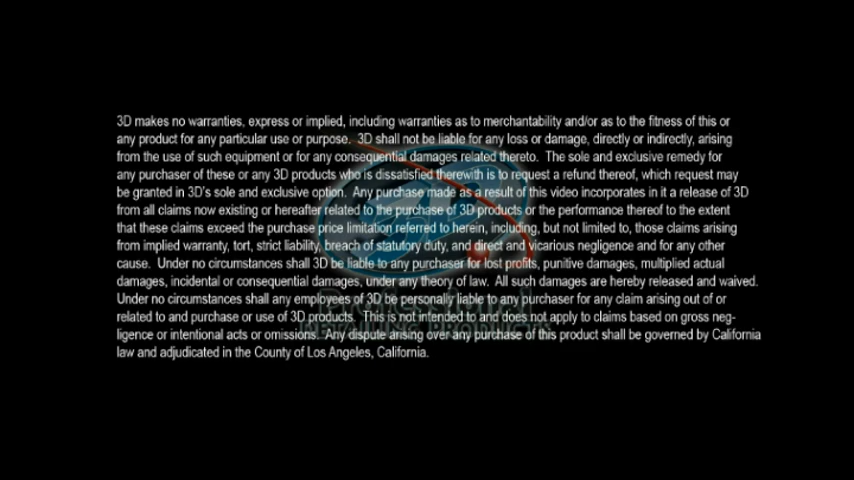 3D makes no warranties, express or implied, including warranties as to merchantability and/or as to the fitness of this or
any product for any particular use or purpose.  3D shall not be liable for any loss or damage, directly or indirectly, arising
from the use of such equipment or for any consequential damages related thereto.  The sole and exclusive remedy for
any purchaser of these or any 3D products who is dissatisfied therewith is to request a refund thereof, which request may
be granted in 3D's sole and exclusive option.  Any purchase made as a result of this video incorporates in it a release of 3D
from all claims now existing or hereafter related to the purchase of 3D products or the performance thereof to the extent
that these claims exceed the purchase price limitation referred to herein, including, but not limited to, those claims arising
from implied warranty, tort, strict liability, breach of statutory duty, and direct and vicarious negligence and for any other
cause.  Under no circumstances shall 3D be liable to any purchaser for lost profits, punitive damages, multiplied actual
damages, incidental or consequential damages, under any theory of law.  All such damages are hereby released and waived.
Under no circumstances shall any employees of 3D be personally liable to any purchaser for any claim arising out of or
related to and purchase or use of 3D products.  This is not intended to and does not apply to claims based on gross neg-
ligence or intentional acts or omissions.  Any dispute arising over any purchase of this product shall be governed by California
law and adjudicated in the County of Los Angeles, California.
3D
Professional
DETAILING PRODUCTS